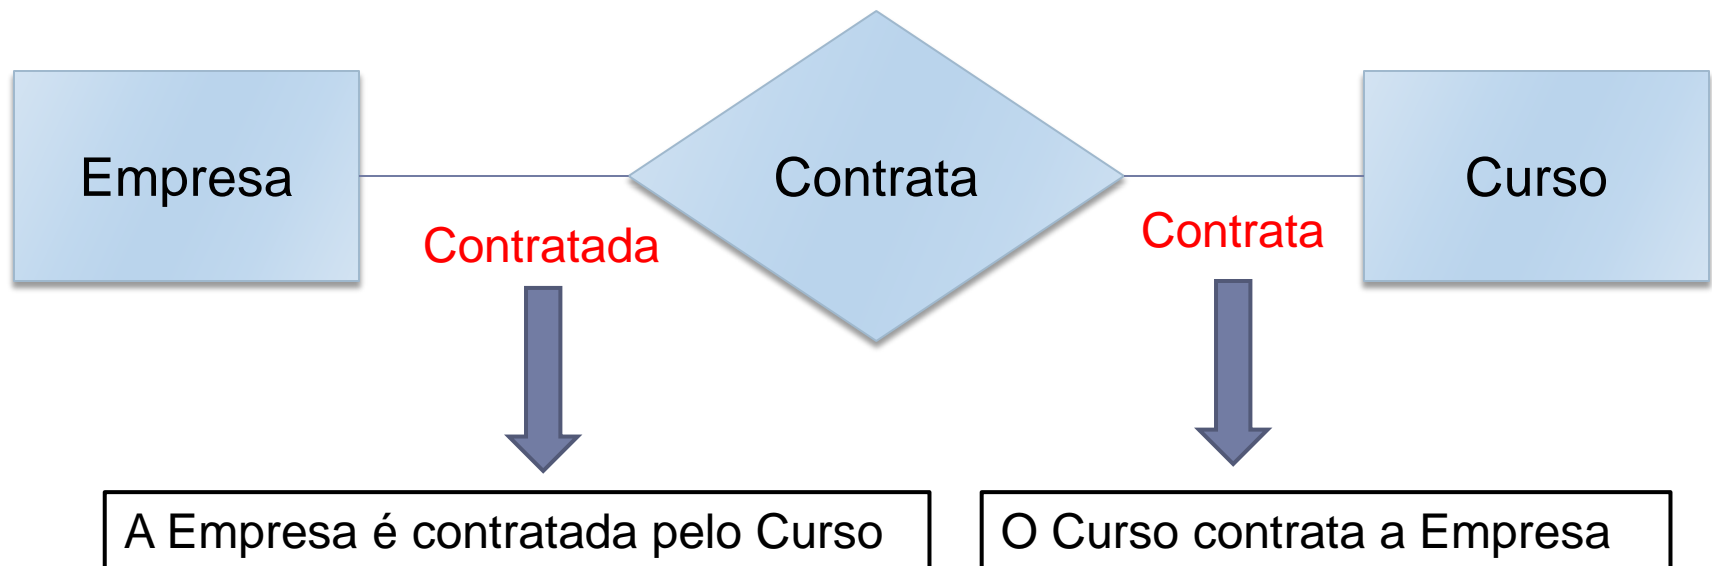 Empresa
Contrata
Curso
Contratada
Contrata
A Empresa é contratada pelo Curso
O Curso contrata a Empresa